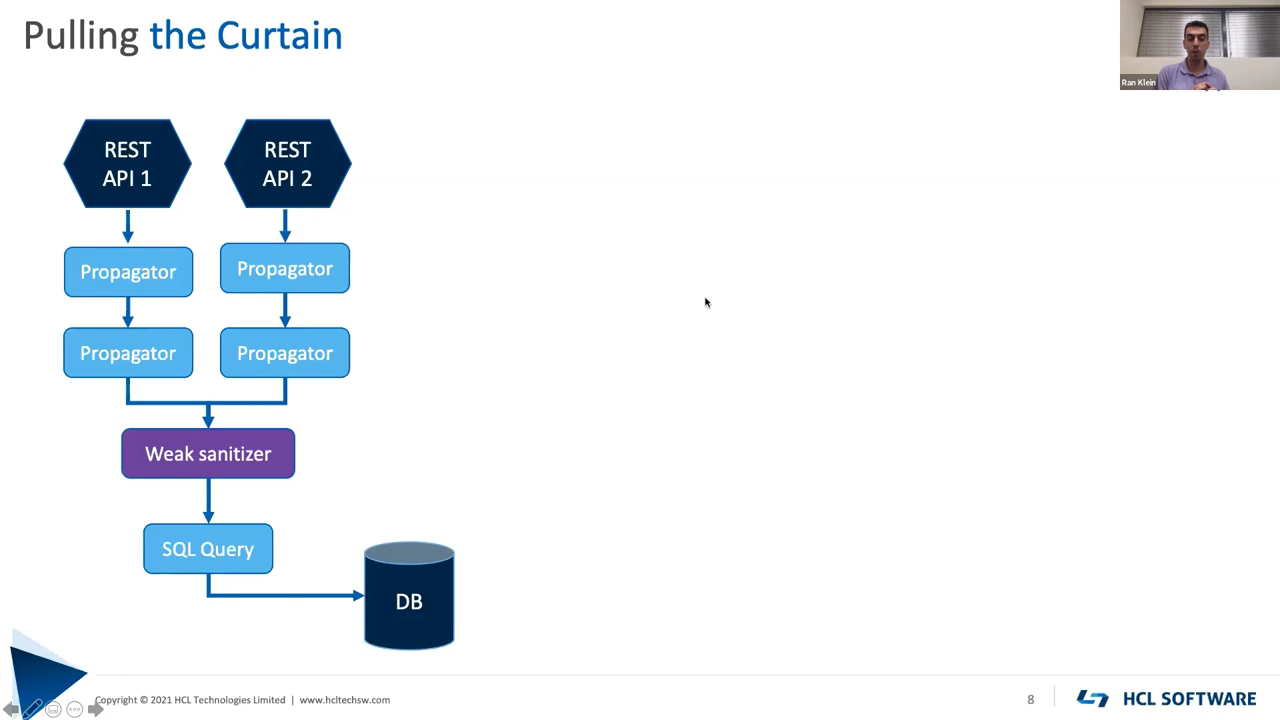 Pulling the Curtain
Ran Klein
REST
API 1
REST
API 2
Propagator
Propagator
Propagator
Propagator
Weak sanitizer
SQL Query
DB
Copyright © 2021 HCL Technologies Limited | www.hcltechsw.com
8
HCL SOFTWARE